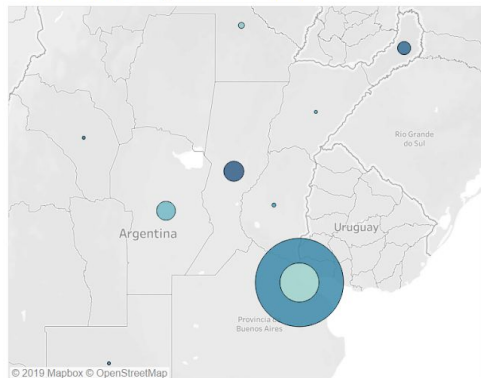 Rio Grande
do Sul
Uruguay
Argentina
Provincia de
Buenos Aires
© 2019 Mapbox © OpenStreetMap